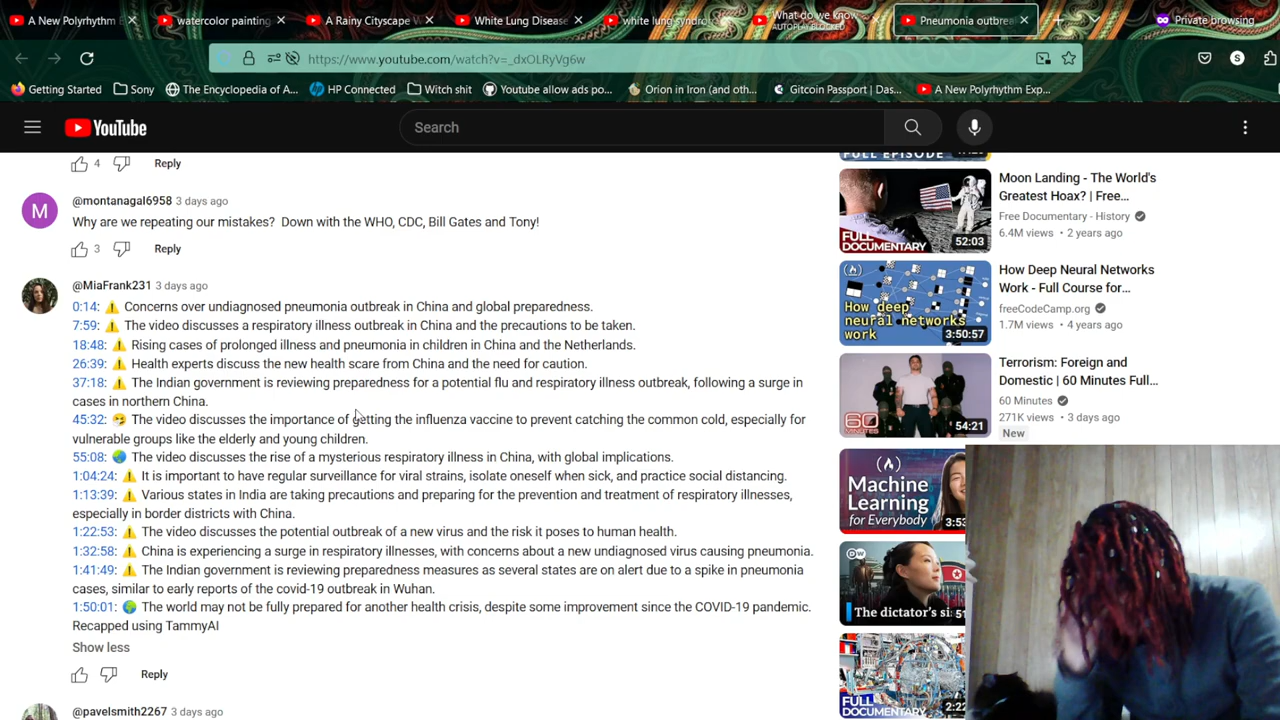 A New Polyrhythm E
watercolor painting
A Rainy Cityscape
White Lung Disease
white lung syndrom
What do we know
AUTOPLAY BLOCKED
Pneumonia outbrea
Private browsing
https://www.youtube.com/watch?v=_dxOLRyVg6w
S
Getting Started
Sony
The Encyclopedia of A...
HP Connected
Witch shit
Youtube allow ads po...
Orion in Iron (and oth...
Gitcoin Passport | Das...
A New Polyrhythm Exp...
YouTube
Search
4
Reply
M
@montanagal6958 3 days ago
Why are we repeating our mistakes? Down with the WHO, CDC, Bill Gates and Tony!
3
Reply
@MiaFrank231 3 days ago
0:14: ⚠️ Concerns over undiagnosed pneumonia outbreak in China and global preparedness.
7:59: ⚠️ The video discusses a respiratory illness outbreak in China and the precautions to be taken.
18:48: ⚠️ Rising cases of prolonged illness and pneumonia in children in China and the Netherlands.
26:39: ⚠️ Health experts discuss the new health scare from China and the need for caution.
37:18: ⚠️ The Indian government is reviewing preparedness for a potential flu and respiratory illness outbreak, following a surge in
cases in northern China.
45:32: 🤧 The video discusses the importance of getting the influenza vaccine to prevent catching the common cold, especially for
vulnerable groups like the elderly and young children.
55:08: 🌍 The video discusses the rise of a mysterious respiratory illness in China, with global implications.
1:04:24: ⚠️ It is important to have regular surveillance for viral strains, isolate oneself when sick, and practice social distancing.
1:13:39: ⚠️ Various states in India are taking precautions and preparing for the prevention and treatment of respiratory illnesses,
especially in border districts with China.
1:22:53: ⚠️ The video discusses the potential outbreak of a new virus and the risk it poses to human health.
1:32:58: ⚠️ China is experiencing a surge in respiratory illnesses, with concerns about a new undiagnosed virus causing pneumonia.
1:41:49: ⚠️ The Indian government is reviewing preparedness measures as several states are on alert due to a spike in pneumonia
cases, similar to early reports of the covid-19 outbreak in Wuhan.
1:50:01: 🌍 The world may not be fully prepared for another health crisis, despite some improvement since the COVID-19 pandemic.
Recapped using TammyAI
Show less
Reply
@pavelsmith2267 3 days ago
FULL EPISODE
FULL
DOCUMENTARY
52:03
Moon Landing - The World's
Greatest Hoax? | Free...
Free Documentary - History
6.4M views • 2 years ago
How deep
neural networks
work
3:50:57
How Deep Neural Networks
Work - Full Course for...
freeCodeCamp.org
1.7M views • 4 years ago
60
MINUTES
54:21
Terrorism: Foreign and
Domestic | 60 Minutes Full...
60 Minutes
271K views • 3 days ago
New
Machine
Learning
for Everybody
3:53
DW
The dictator's si
FULL
DOCUMENTARY
2:22